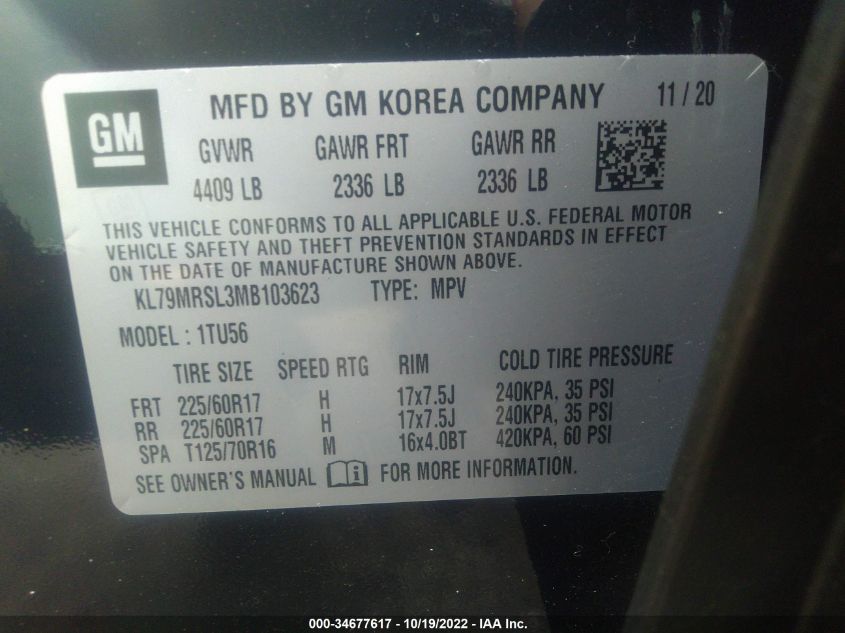 GM
MFD BY GM KOREA COMPANY 11 / 20
GVWR GAWR FRT GAWR RR
4409 LB 2336 LB 2336 LB
THIS VEHICLE CONFORMS TO ALL APPLICABLE U.S. FEDERAL MOTOR
VEHICLE SAFETY AND THEFT PREVENTION STANDARDS IN EFFECT
ON THE DATE OF MANUFACTURE SHOWN ABOVE.
KL79MRSL3MB103623 TYPE: MPV
MODEL : 1TU56
TIRE SIZE SPEED RTG RIM COLD TIRE PRESSURE
FRT 225/60R17 H 17x7.5J 240KPA, 35 PSI
RR 225/60R17 H 17x7.5J 240KPA, 35 PSI
SPA T125/70R16 M 16x4.0BT 420KPA, 60 PSI
SEE OWNER'S MANUAL i FOR MORE INFORMATION.
000-34677617 - 10/19/2022 - IAA Inc.